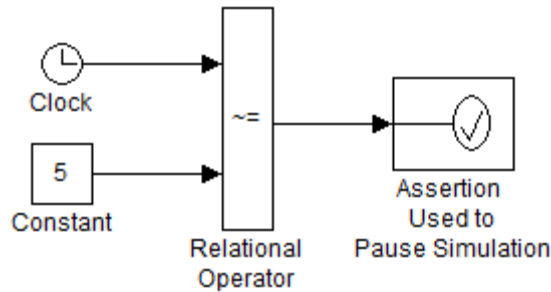 Clock
5
Constant
~=
Relational
Operator
Assertion
Used to
Pause Simulation